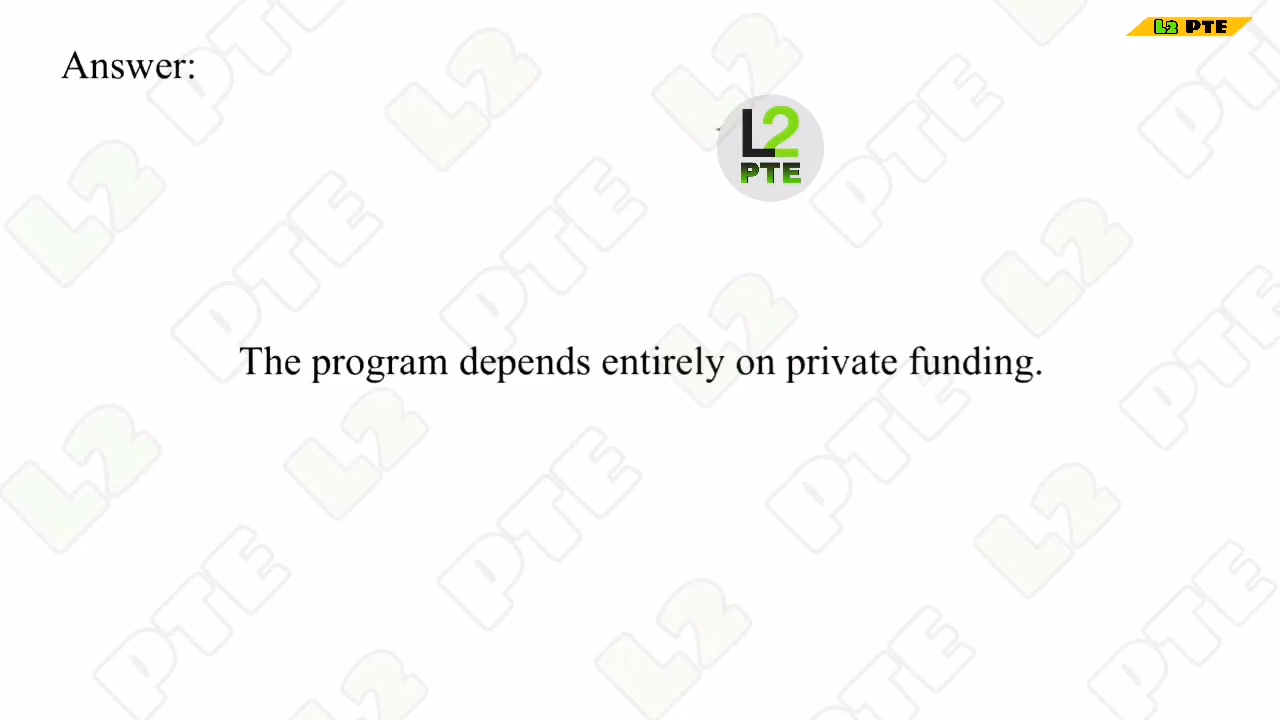 L2 PTE
Answer:
L2
PTE
The program depends entirely on private funding.